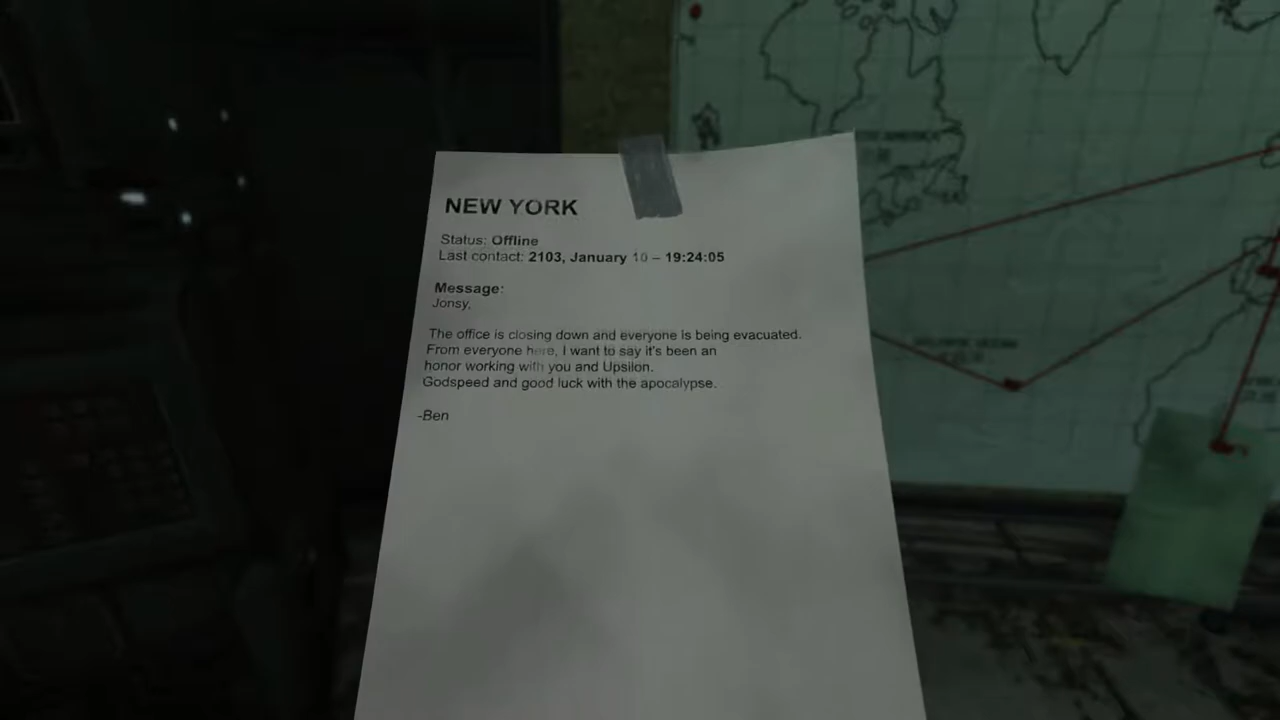 NEW YORK
Status: Offline
Last contact: 2103, January 10 – 19:24:05
Message:
Jonsy,
The office is closing down and everyone is being evacuated.
From everyone here, I want to say it's been an
honor working with you and Upsilon.
Godspeed and good luck with the apocalypse.
-Ben